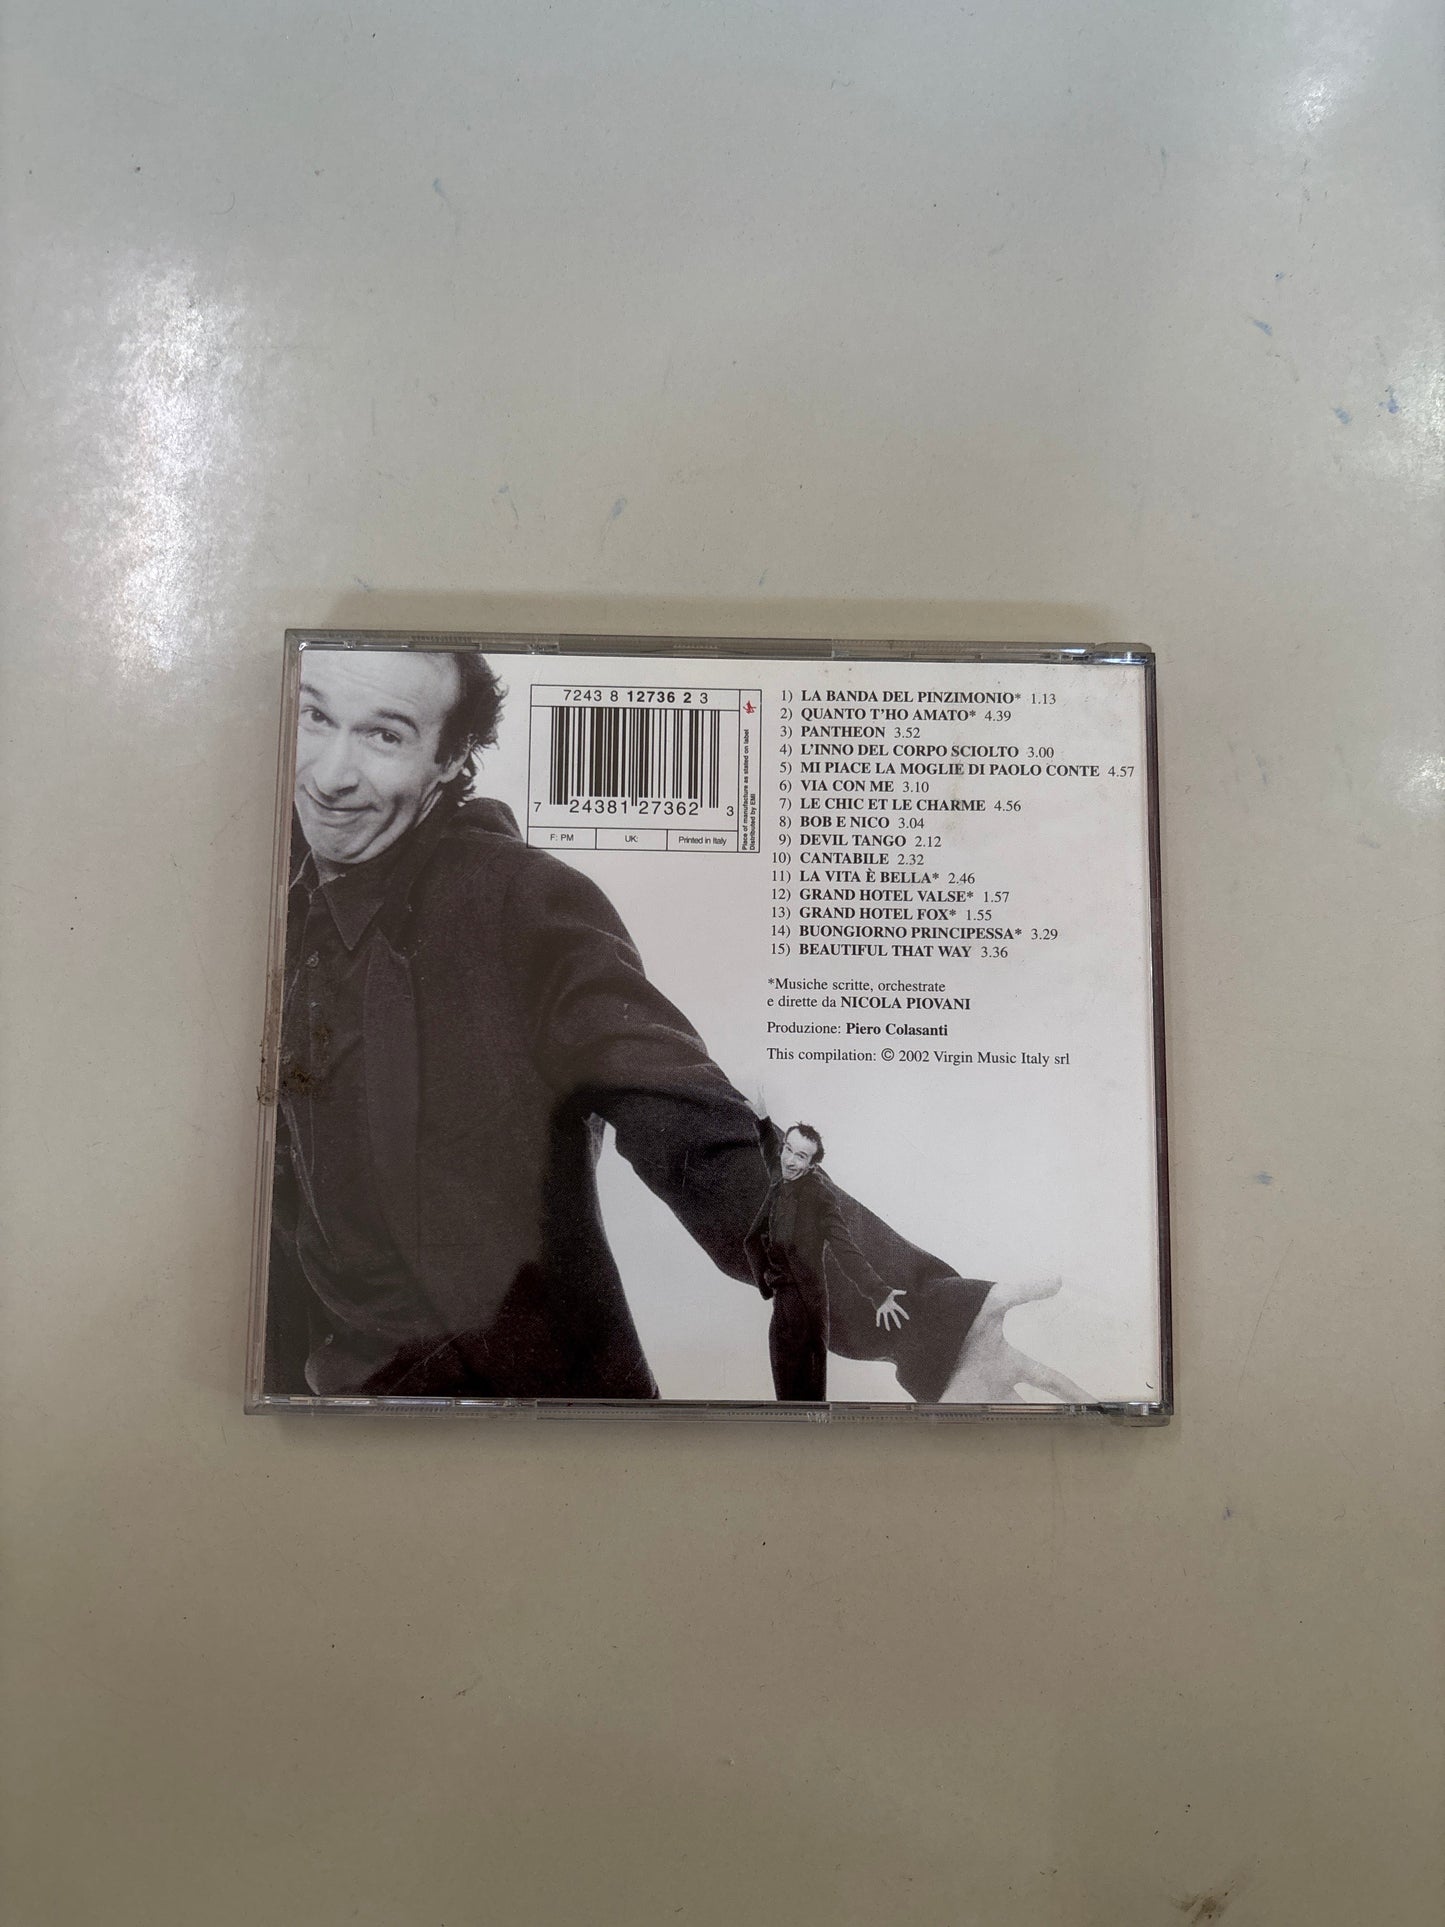 7243 8 12736 2 3
7 24381 27362 3
F: PM
UK:
Printed in Italy
Place of manufacture as stated on label
Distributed by EMI
1) LA BANDA DEL PINZIMONIO* 1.13
2) QUANTO T'HO AMATO* 4.39
3) PANTHEON 3.52
4) L'INNO DEL CORPO SCIOLTO 3.00
5) MI PIACE LA MOGLIE DI PAOLO CONTE 4.57
6) VIA CON ME 3.10
7) LE CHIC ET LE CHARME 4.56
8) BOB E NICO 3.04
9) DEVIL TANGO 2.12
10) CANTABILE 2.32
11) LA VITA È BELLA* 2.46
12) GRAND HOTEL VALSE* 1.57
13) GRAND HOTEL FOX* 1.55
14) BUONGIORNO PRINCIPESSA* 3.29
15) BEAUTIFUL THAT WAY 3.36
*Musiche scritte, orchestrate
e dirette da NICOLA PIOVANI
Produzione: Piero Colasanti
This compilation: © 2002 Virgin Music Italy srl